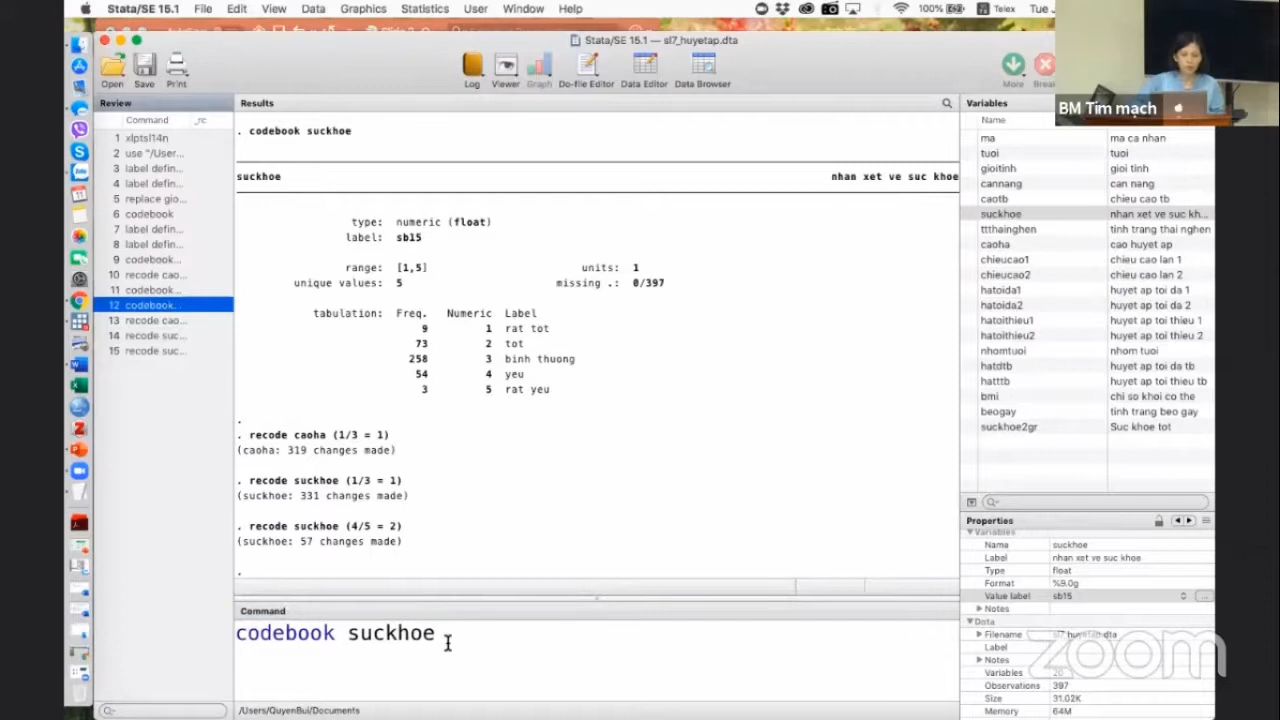 Stata/SE 15.1 File Edit View Data Graphics Statistics User Window Help 100% Telex Tue
Stata/SE 15.1 — sl7_huyetap.dta
Open Save Print Log Viewer Graph Do-file Editor Data Editor Data Browser More Break
BM Tim mach
Review
Command _rc
1 xlptsl14n
2 use "/User...
3 label defin...
4 label defin...
5 replace gio...
6 codebook
7 label defin...
8 label defin...
9 codebook...
10 recode cao...
11 codebook...
12 codebook...
13 recode cao...
14 recode suc...
15 recode suc...
Results
. codebook suckhoe
suckhoe nhan xet ve suc khoe
type: numeric (float)
label: sb15
range: [1,5] units: 1
unique values: 5 missing .: 0/397
tabulation: Freq. Numeric Label
9 1 rat tot
73 2 tot
258 3 binh thuong
54 4 yeu
3 5 rat yeu
.
. recode caoha (1/3 = 1)
(caoha: 319 changes made)
. recode suckhoe (1/3 = 1)
(suckhoe: 331 changes made)
. recode suckhoe (4/5 = 2)
(suckhoe: 57 changes made)
.
Command
codebook suckhoe
/Users/QuyenBui/Documents
Variables
Name
ma ma ca nhan
tuoi tuoi
gioitinh gioi tinh
cannang can nang
caotb chieu cao tb
suckhoe nhan xet ve suc kh...
ttthainghen tinh trang thai nghen
caoha cao huyet ap
chieucao1 chieu cao lan 1
chieucao2 chieu cao lan 2
hatoida1 huyet ap toi da 1
hatoida2 huyet ap toi da 2
hatoithieu1 huyet ap toi thieu 1
hatoithieu2 huyet ap toi thieu 2
nhomtuoi nhom tuoi
hatdtb huyet ap toi da tb
hatttb huyet ap toi thieu tb
bmi chi so khoi co the
beogay tinh trang beo gay
suckhoe2gr Suc khoe tot
Properties
Variables
Name suckhoe
Label nhan xet ve suc khoe
Type float
Format %9.0g
Value label sb15
Notes
Data
Filename sl7_huyetap.dta
Label
Notes
Variables 20
Observations 397
Size 31.02K
Memory 64M
zoom